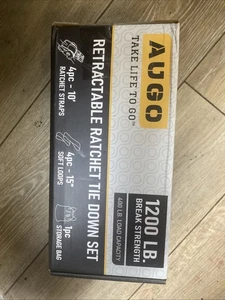 AUGO
TAKE LIFE TO GO™
1200 LB.
BREAK STRENGTH
400 LB. LOAD CAPACITY
RETRACTABLE RATCHET TIE DOWN SET
4pc - 10'
RATCHET STRAPS
4pc - 15"
SOFT LOOPS
1pc
STORAGE BAG